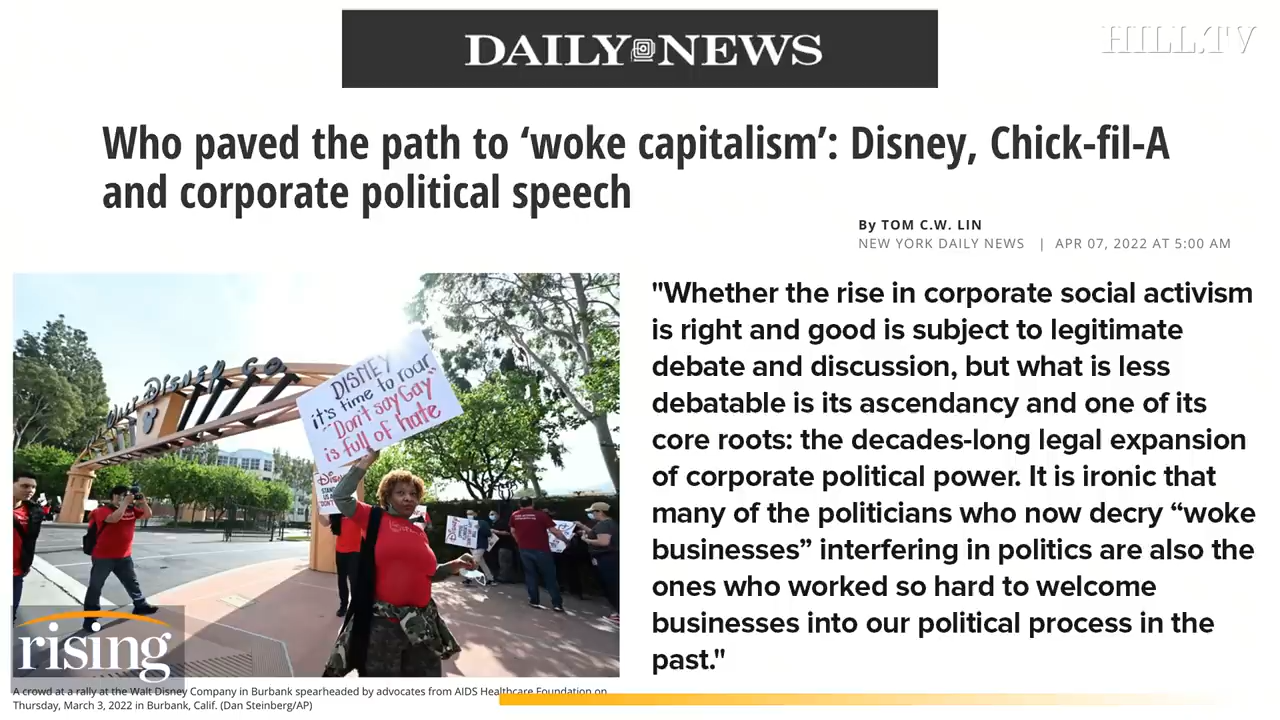 DAILY NEWS
HILL.TV
Who paved the path to ‘woke capitalism’: Disney, Chick-fil-A
and corporate political speech
By TOM C.W. LIN
NEW YORK DAILY NEWS | APR 07, 2022 AT 5:00 AM
WALT DISNEY CO.
DISNEY
it's time to roar
"Don't say Gay"
is full of hate
"Whether the rise in corporate social activism
is right and good is subject to legitimate
debate and discussion, but what is less
debatable is its ascendancy and one of its
core roots: the decades-long legal expansion
of corporate political power. It is ironic that
many of the politicians who now decry “woke
businesses” interfering in politics are also the
ones who worked so hard to welcome
businesses into our political process in the
past."
rising
A crowd at a rally at the Walt Disney Company in Burbank spearheaded by advocates from AIDS Healthcare Foundation on
Thursday, March 3, 2022 in Burbank, Calif. (Dan Steinberg/AP)